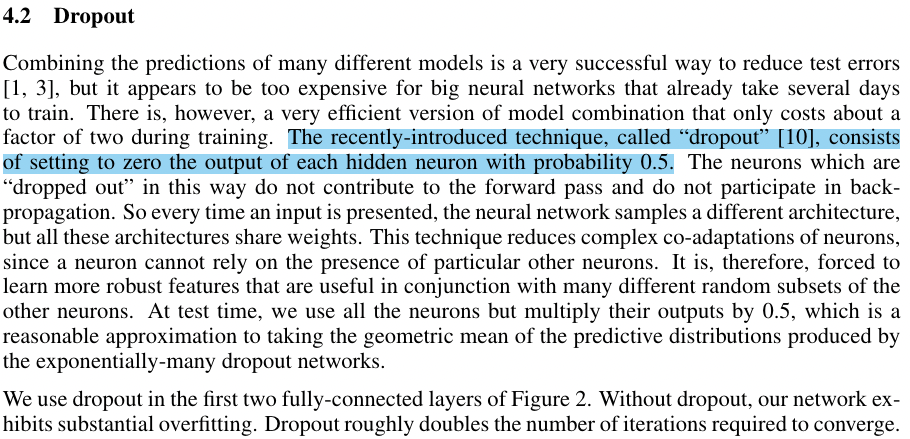 4.2 Dropout
Combining the predictions of many different models is a very successful way to reduce test errors
[1, 3], but it appears to be too expensive for big neural networks that already take several days
to train. There is, however, a very efficient version of model combination that only costs about a
factor of two during training. The recently-introduced technique, called “dropout” [10], consists
of setting to zero the output of each hidden neuron with probability 0.5. The neurons which are
“dropped out” in this way do not contribute to the forward pass and do not participate in back-
propagation. So every time an input is presented, the neural network samples a different architecture,
but all these architectures share weights. This technique reduces complex co-adaptations of neurons,
since a neuron cannot rely on the presence of particular other neurons. It is, therefore, forced to
learn more robust features that are useful in conjunction with many different random subsets of the
other neurons. At test time, we use all the neurons but multiply their outputs by 0.5, which is a
reasonable approximation to taking the geometric mean of the predictive distributions produced by
the exponentially-many dropout networks.
We use dropout in the first two fully-connected layers of Figure 2. Without dropout, our network ex-
hibits substantial overfitting. Dropout roughly doubles the number of iterations required to converge.